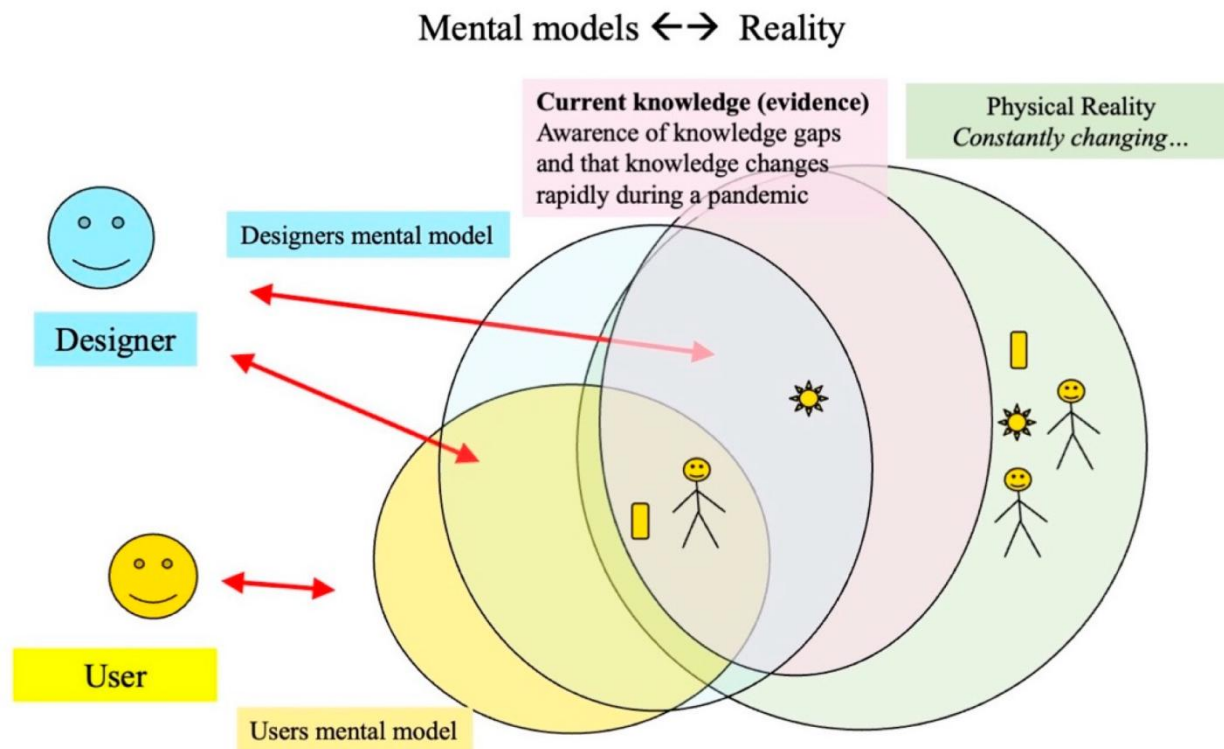 Mental models ←→ Reality
Current knowledge (evidence)
Awarence of knowledge gaps
and that knowledge changes
rapidly during a pandemic
Physical Reality
Constantly changing…
Designers mental model
Designer
User
Users mental model